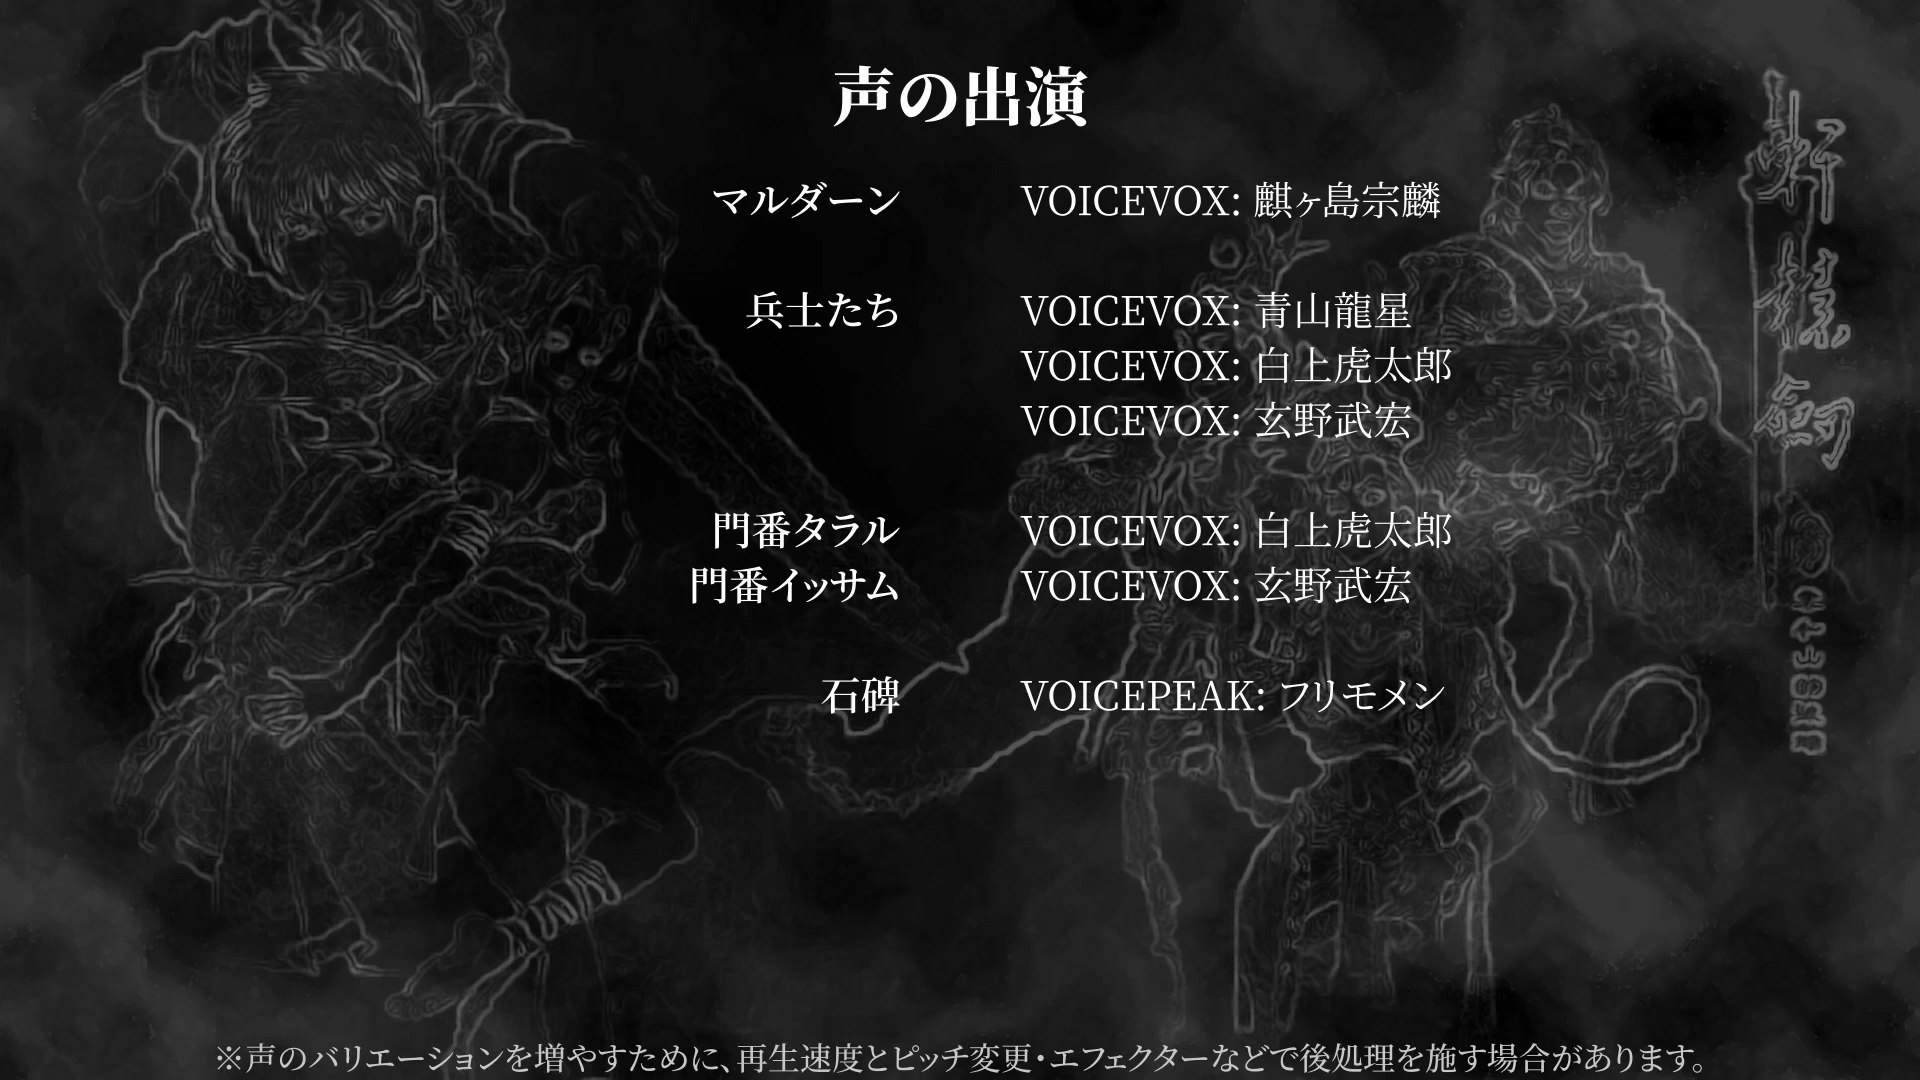 声の出演
マルダーン VOICEVOX: 麒ヶ島宗麟
兵士たち VOICEVOX: 青山龍星
VOICEVOX: 白上虎太郎
VOICEVOX: 玄野武宏
門番タラル VOICEVOX: 白上虎太郎
門番イッサム VOICEVOX: 玄野武宏
石碑 VOICEPEAK: フリモメン
軒轅劍
※声のバリエーションを増やすために、再生速度とピッチ変更・エフェクターなどで後処理を施す場合があります。